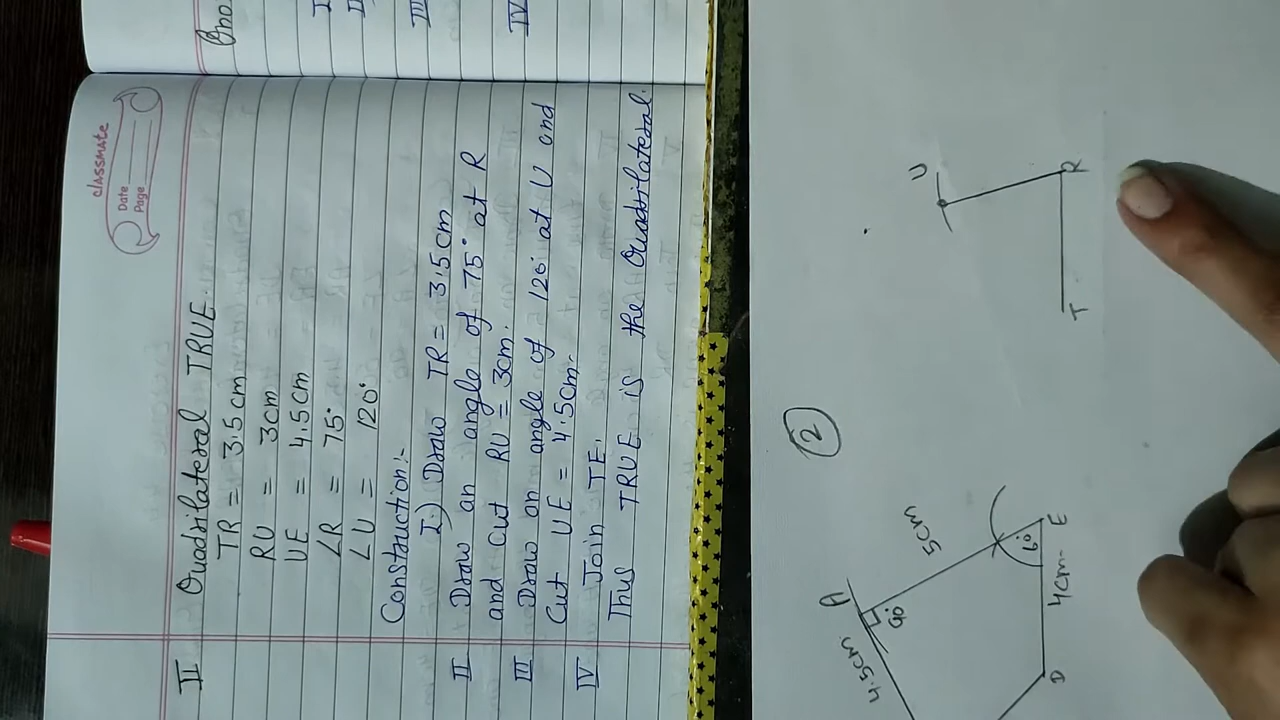 classmate
Date
Page
II Quadrilateral TRUE.
TR = 3.5cm
RU = 3cm
UE = 4.5cm
∠R = 75°
∠U = 120°
Construction:-
I.) Draw TR = 3.5cm
II Draw an angle of 75° at R
and cut RU = 3cm.
III Draw an angle of 120° at U and
Cut UE = 4.5cm.
IV Join TE.
Thus TRUE is the Quadrilateral.
III
IV
U
R
T
2
A
90°
5cm
4.5cm
60°
E
4cm
D